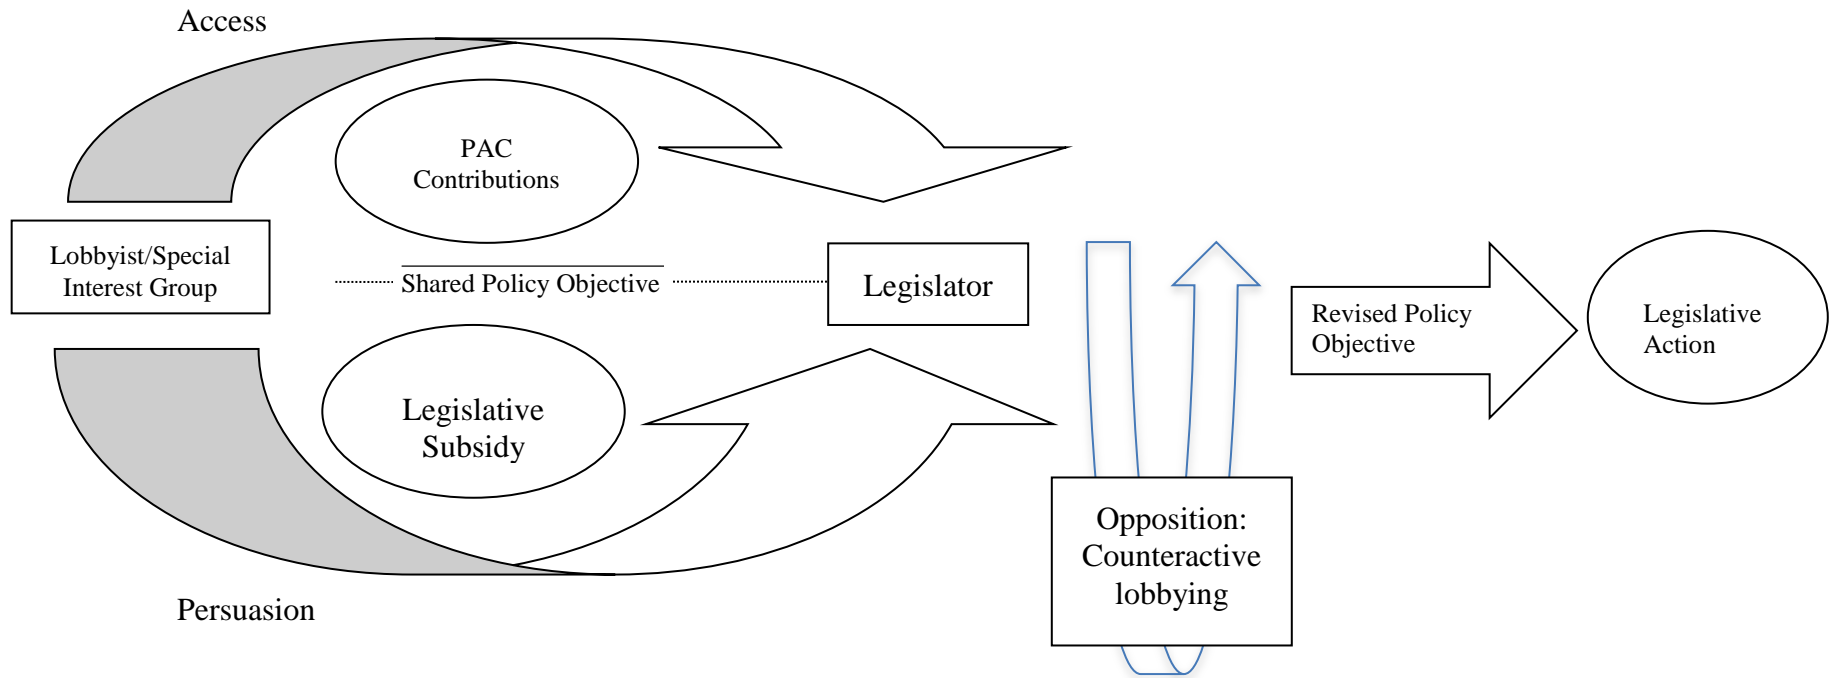 Access
PAC
Contributions
Lobbyist/Special
Interest Group
Shared Policy Objective
Legislator
Legislative
Subsidy
Persuasion
Opposition:
Counteractive
lobbying
Revised Policy
Objective
Legislative
Action